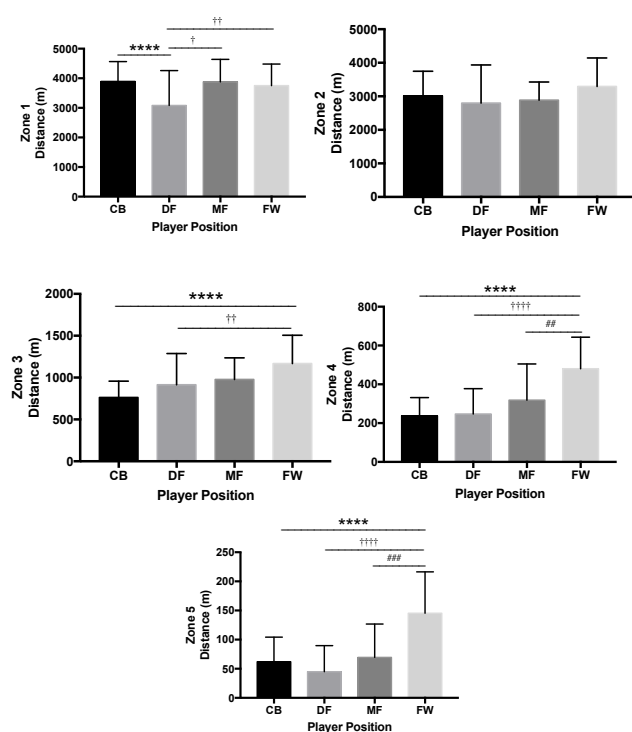 ††
**** †
5000
4000
3000
2000
1000
0
Zone 1
Distance (m)
CB DF MF FW
Player Position
5000
4000
3000
2000
1000
0
Zone 2
Distance (m)
CB DF MF FW
Player Position
****
††
2000
1500
1000
500
0
Zone 3
Distance (m)
CB DF MF FW
Player Position
****
††††
##
800
600
400
200
0
Zone 4
Distance (m)
CB DF MF FW
Player Position
****
††††
###
250
200
150
100
50
0
Zone 5
Distance (m)
CB DF MF FW
Player Position